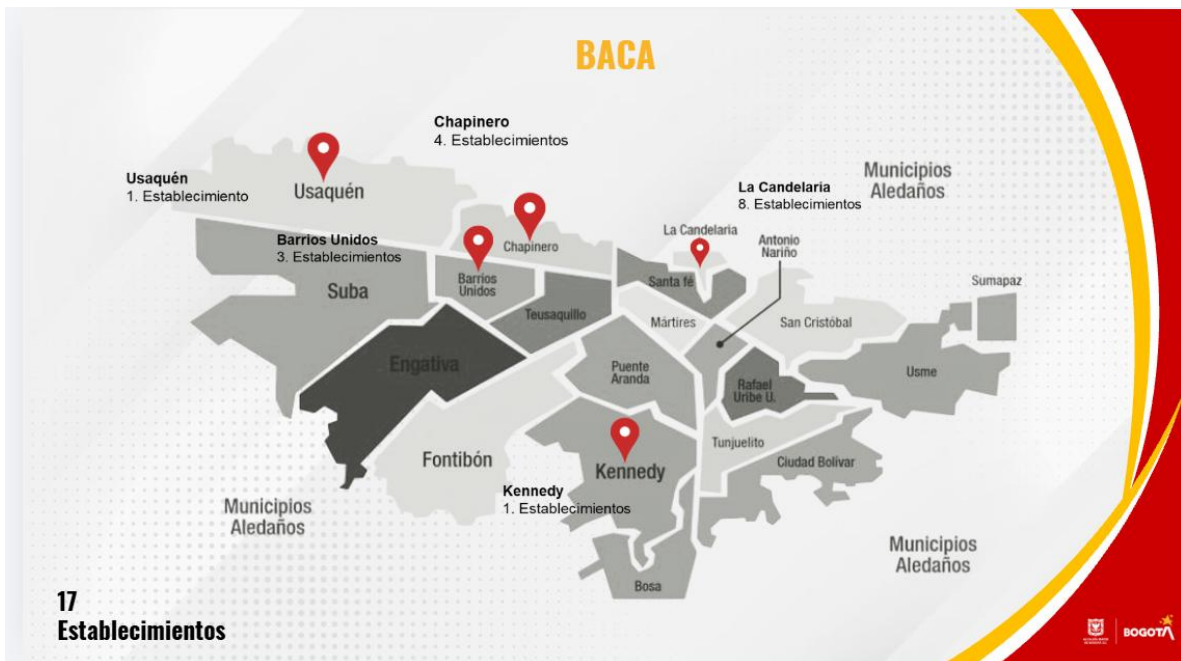 BACA
Chapinero
4. Establecimientos
Municipios
Aledaños
Usaquén
1. Establecimiento
Usaquén
La Candelaria
8. Establecimientos
Barrios Unidos
3. Establecimientos
Chapinero
La Candelaria
Antonio
Nariño
Suba
Barrios
Unidos
Santa fé
Sumapaz
Teusaquillo
Mártires
San Cristóbal
Engativa
Puente
Aranda
Rafael
Uribe U.
Usme
Fontibón
Kennedy
Tunjuelito
Ciudad Bolívar
Kennedy
1. Establecimientos
Municipios
Aledaños
Municipios
Aledaños
Bosa
17
Establecimientos
BOGOTÁ